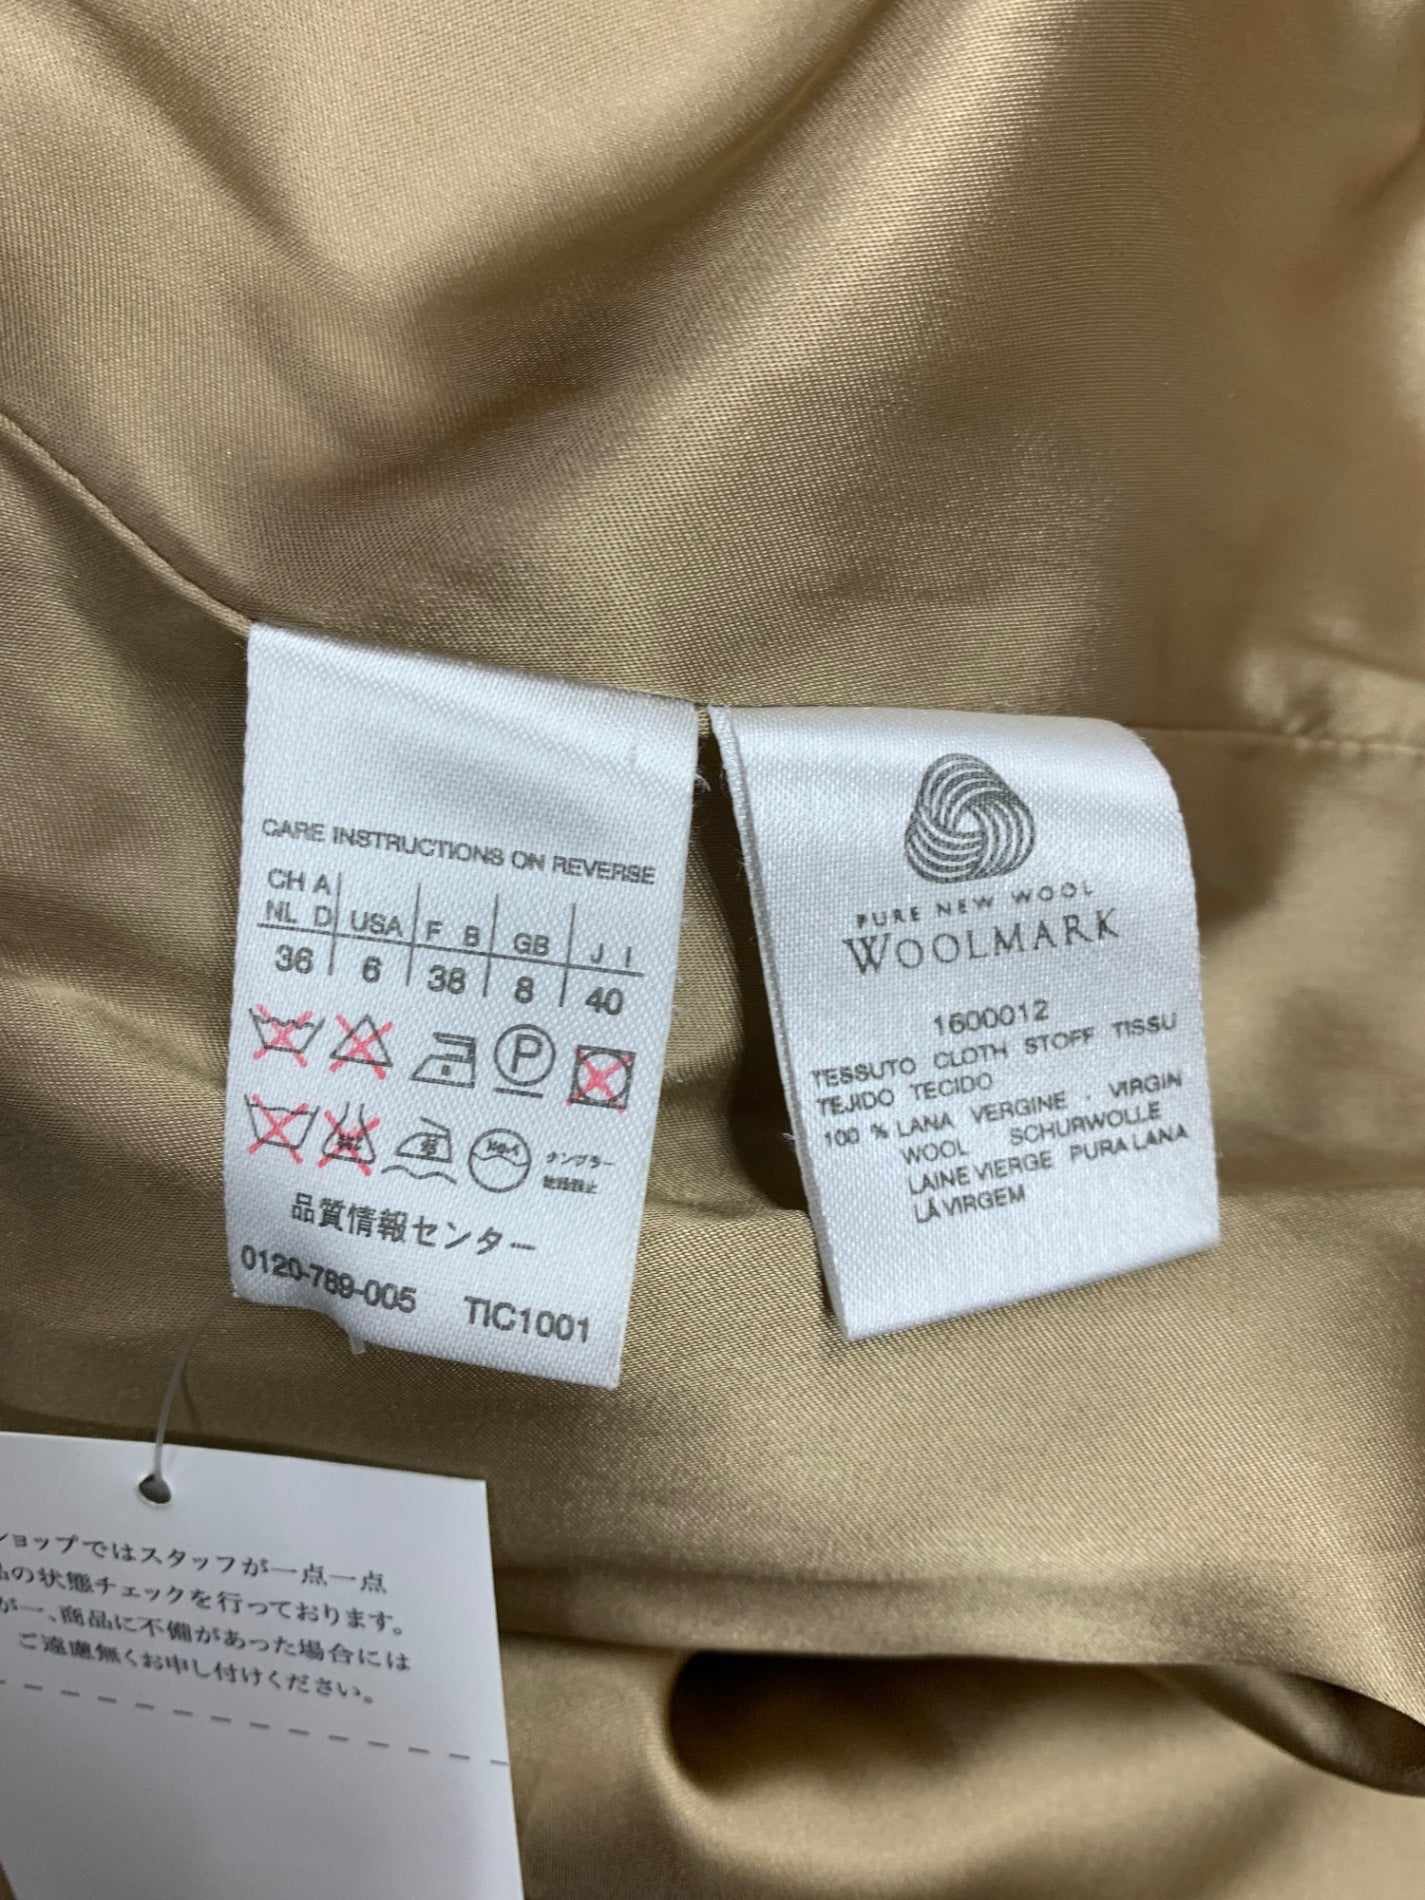 CARE INSTRUCTIONS ON REVERSE
CH A
NL D USA F B GB J I
36 6 38 8 40
P
タンブラー
乾燥禁止
品質情報センター
0120-789-005 TIC1001
PURE NEW WOOL
WOOLMARK
1600012
TESSUTO CLOTH STOFF TISSU
TEJIDO TECIDO
100 % LANA VERGINE . VIRGIN
WOOL SCHURWOLLE
LAINE VIERGE PURA LANA
LÃ VIRGEM
ョップではスタッフが一点一点
の状態チェックを行っております。
が一、商品に不備があった場合には
ご遠慮無くお申し付けください。